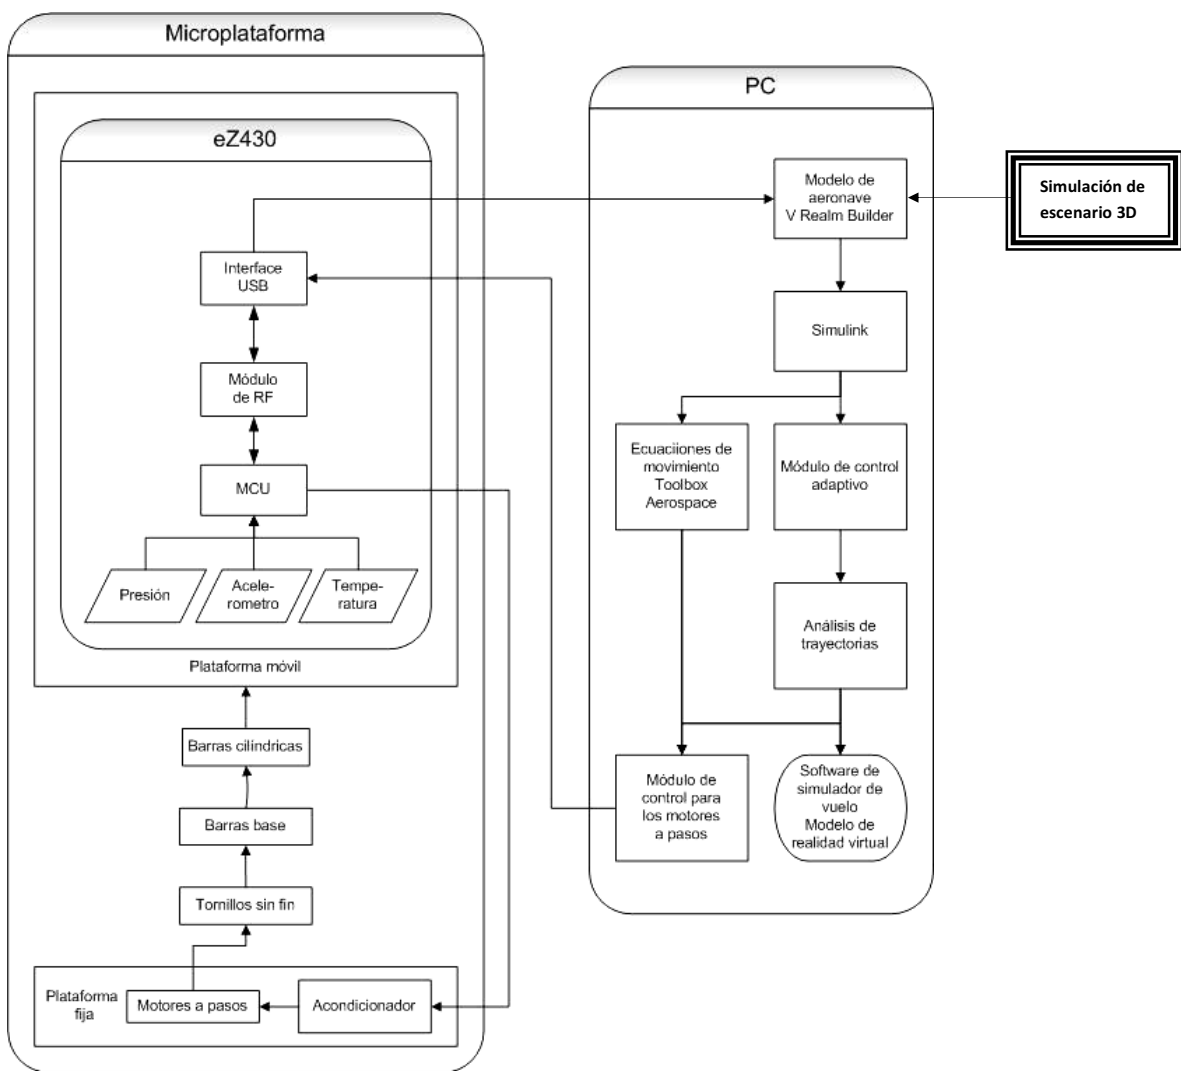 Microplataforma
eZ430
Interface
USB
Módulo
de RF
MCU
Presión
Acele-
rometro
Tempe-
ratura
Plataforma móvil
Barras cilíndricas
Barras base
Tornillos sin fin
Plataforma
fija
Motores a pasos
Acondicionador
PC
Modelo de
aeronave
V Realm Builder
Simulink
Ecuaciiones de
movimiento
Toolbox
Aerospace
Módulo de control
adaptivo
Análisis de
trayectorias
Módulo de
control para
los motores
a pasos
Software de
simulador de
vuelo
Modelo de
realidad virtual
Simulación de
escenario 3D